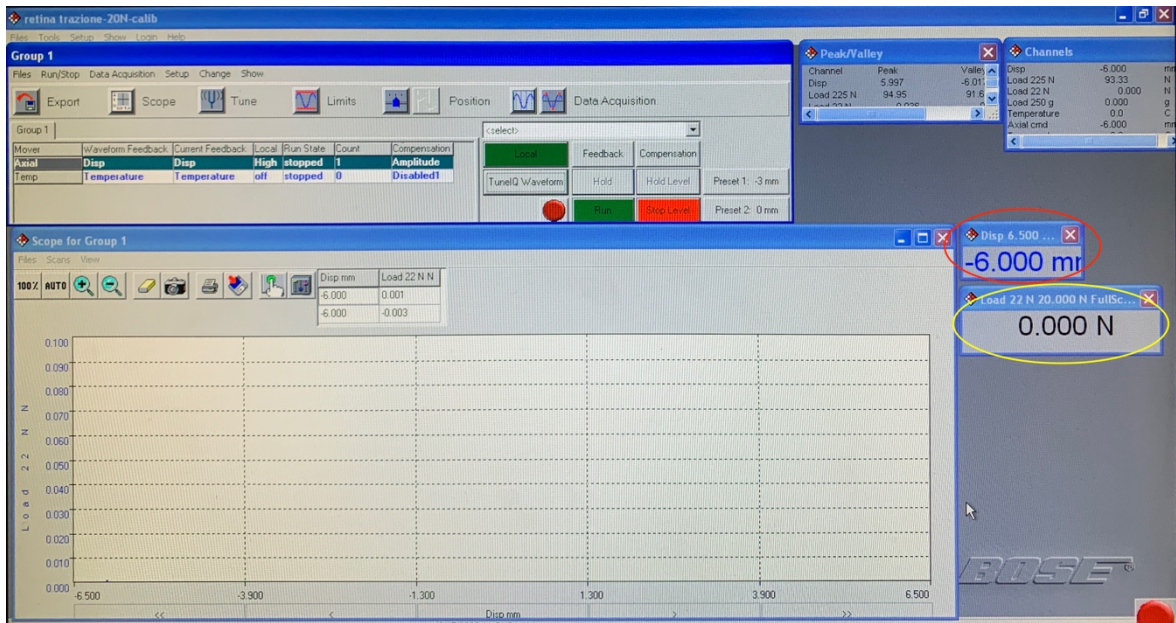 retina trazione-20N-calib
Files Tools Setup Show Login Help
Group 1
Files Run/Stop Data Acquisition Setup Change Show
Export Scope Tune Limits Position Data Acquisition
Group 1
<select>
Mover Waveform Feedback Current Feedback Local Run State Count Compensation
Axial Disp Disp High stopped 1 Amplitude
Temp Temperature Temperature off stopped 0 Disabled1
Local Feedback Compensation
TuneIQ Waveform Hold Hold Level Preset 1: -3 mm
Run Stop Level Preset 2: 0 mm
Peak/Valley
Channel Peak Valley
Disp 5.997 -6.01
Load 225 N 94.95 91.6
Channels
Disp -6.000 mm
Load 225 N 93.33 N
Load 22 N 0.000 N
Load 250 g 0.000
Temperature 0.0 C
Axial cmd -6.000 mm
Scope for Group 1
Files Scans View
100% AUTO
Disp mm Load 22 N N
-6.000 0.001
-6.000 -0.003
Disp 6.500 ...
-6.000 mm
Load 22 N 20.000 N FullSc...
0.000 N
0.100
0.090
0.080
0.070
0.060
0.050
0.040
0.030
0.020
0.010
0.000
Load 22 N N
-6.500 -3.900 -1.300 1.300 3.900 6.500
<< < Disp mm > >>
BOSE